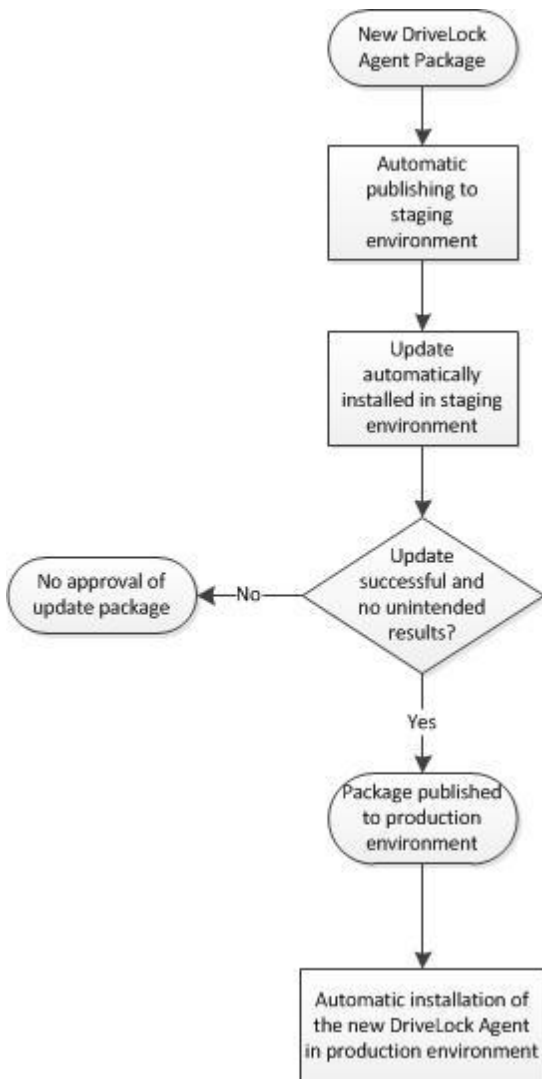 New DriveLock
Agent Package
Automatic
publishing to
staging
environment
Update
automatically
installed in staging
environment
Update
successful and
no unintended
results?
No
No approval of
update package
Yes
Package published
to production
environment
Automatic installation of
the new DriveLock Agent
in production environment